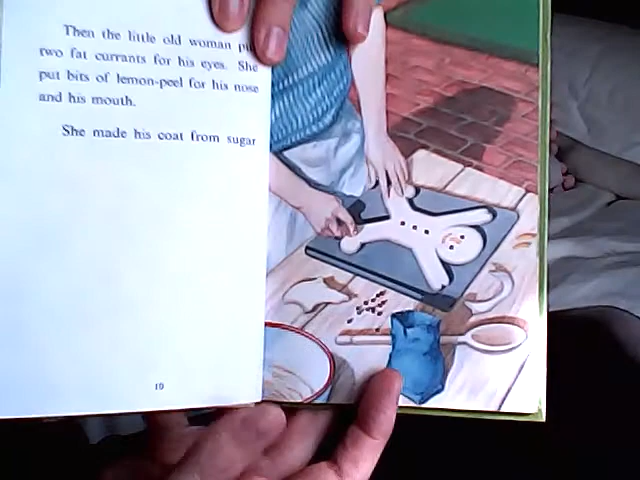 Then the little old woman
two fat currants for his eyes. She
put bits of lemon-peel for his nose
and his mouth.
She made his coat from sugar
10